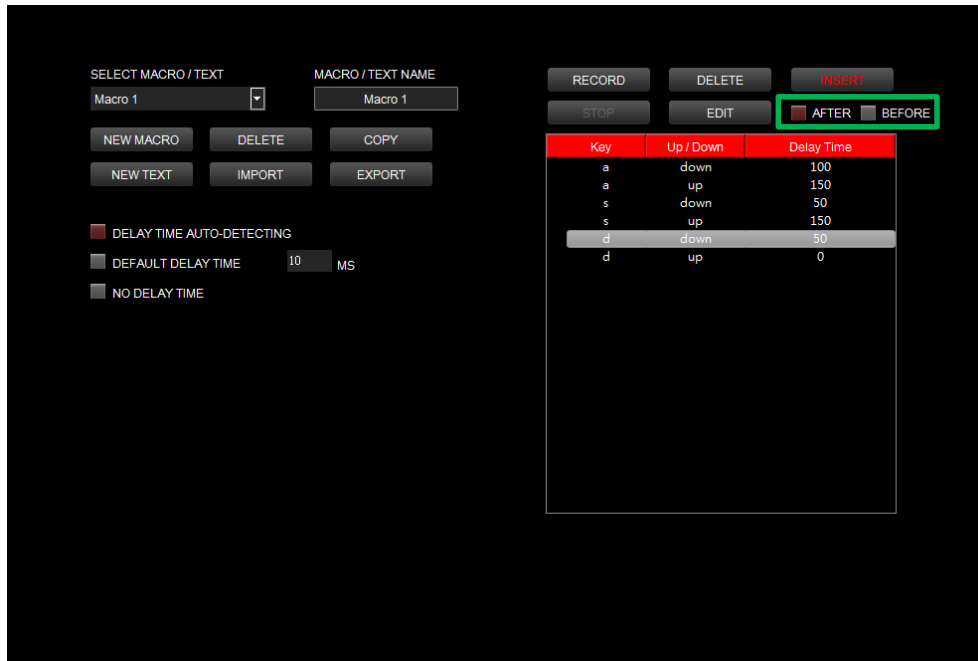 SELECT MACRO / TEXT
MACRO / TEXT NAME
Macro 1
Macro 1
NEW MACRO
DELETE
COPY
NEW TEXT
IMPORT
EXPORT
DELAY TIME AUTO-DETECTING
DEFAULT DELAY TIME 10 MS
NO DELAY TIME
RECORD
DELETE
INSERT
STOP
EDIT
AFTER
BEFORE
Key Up / Down Delay Time
a down 100
a up 150
s down 50
s up 150
d down 50
d up 0